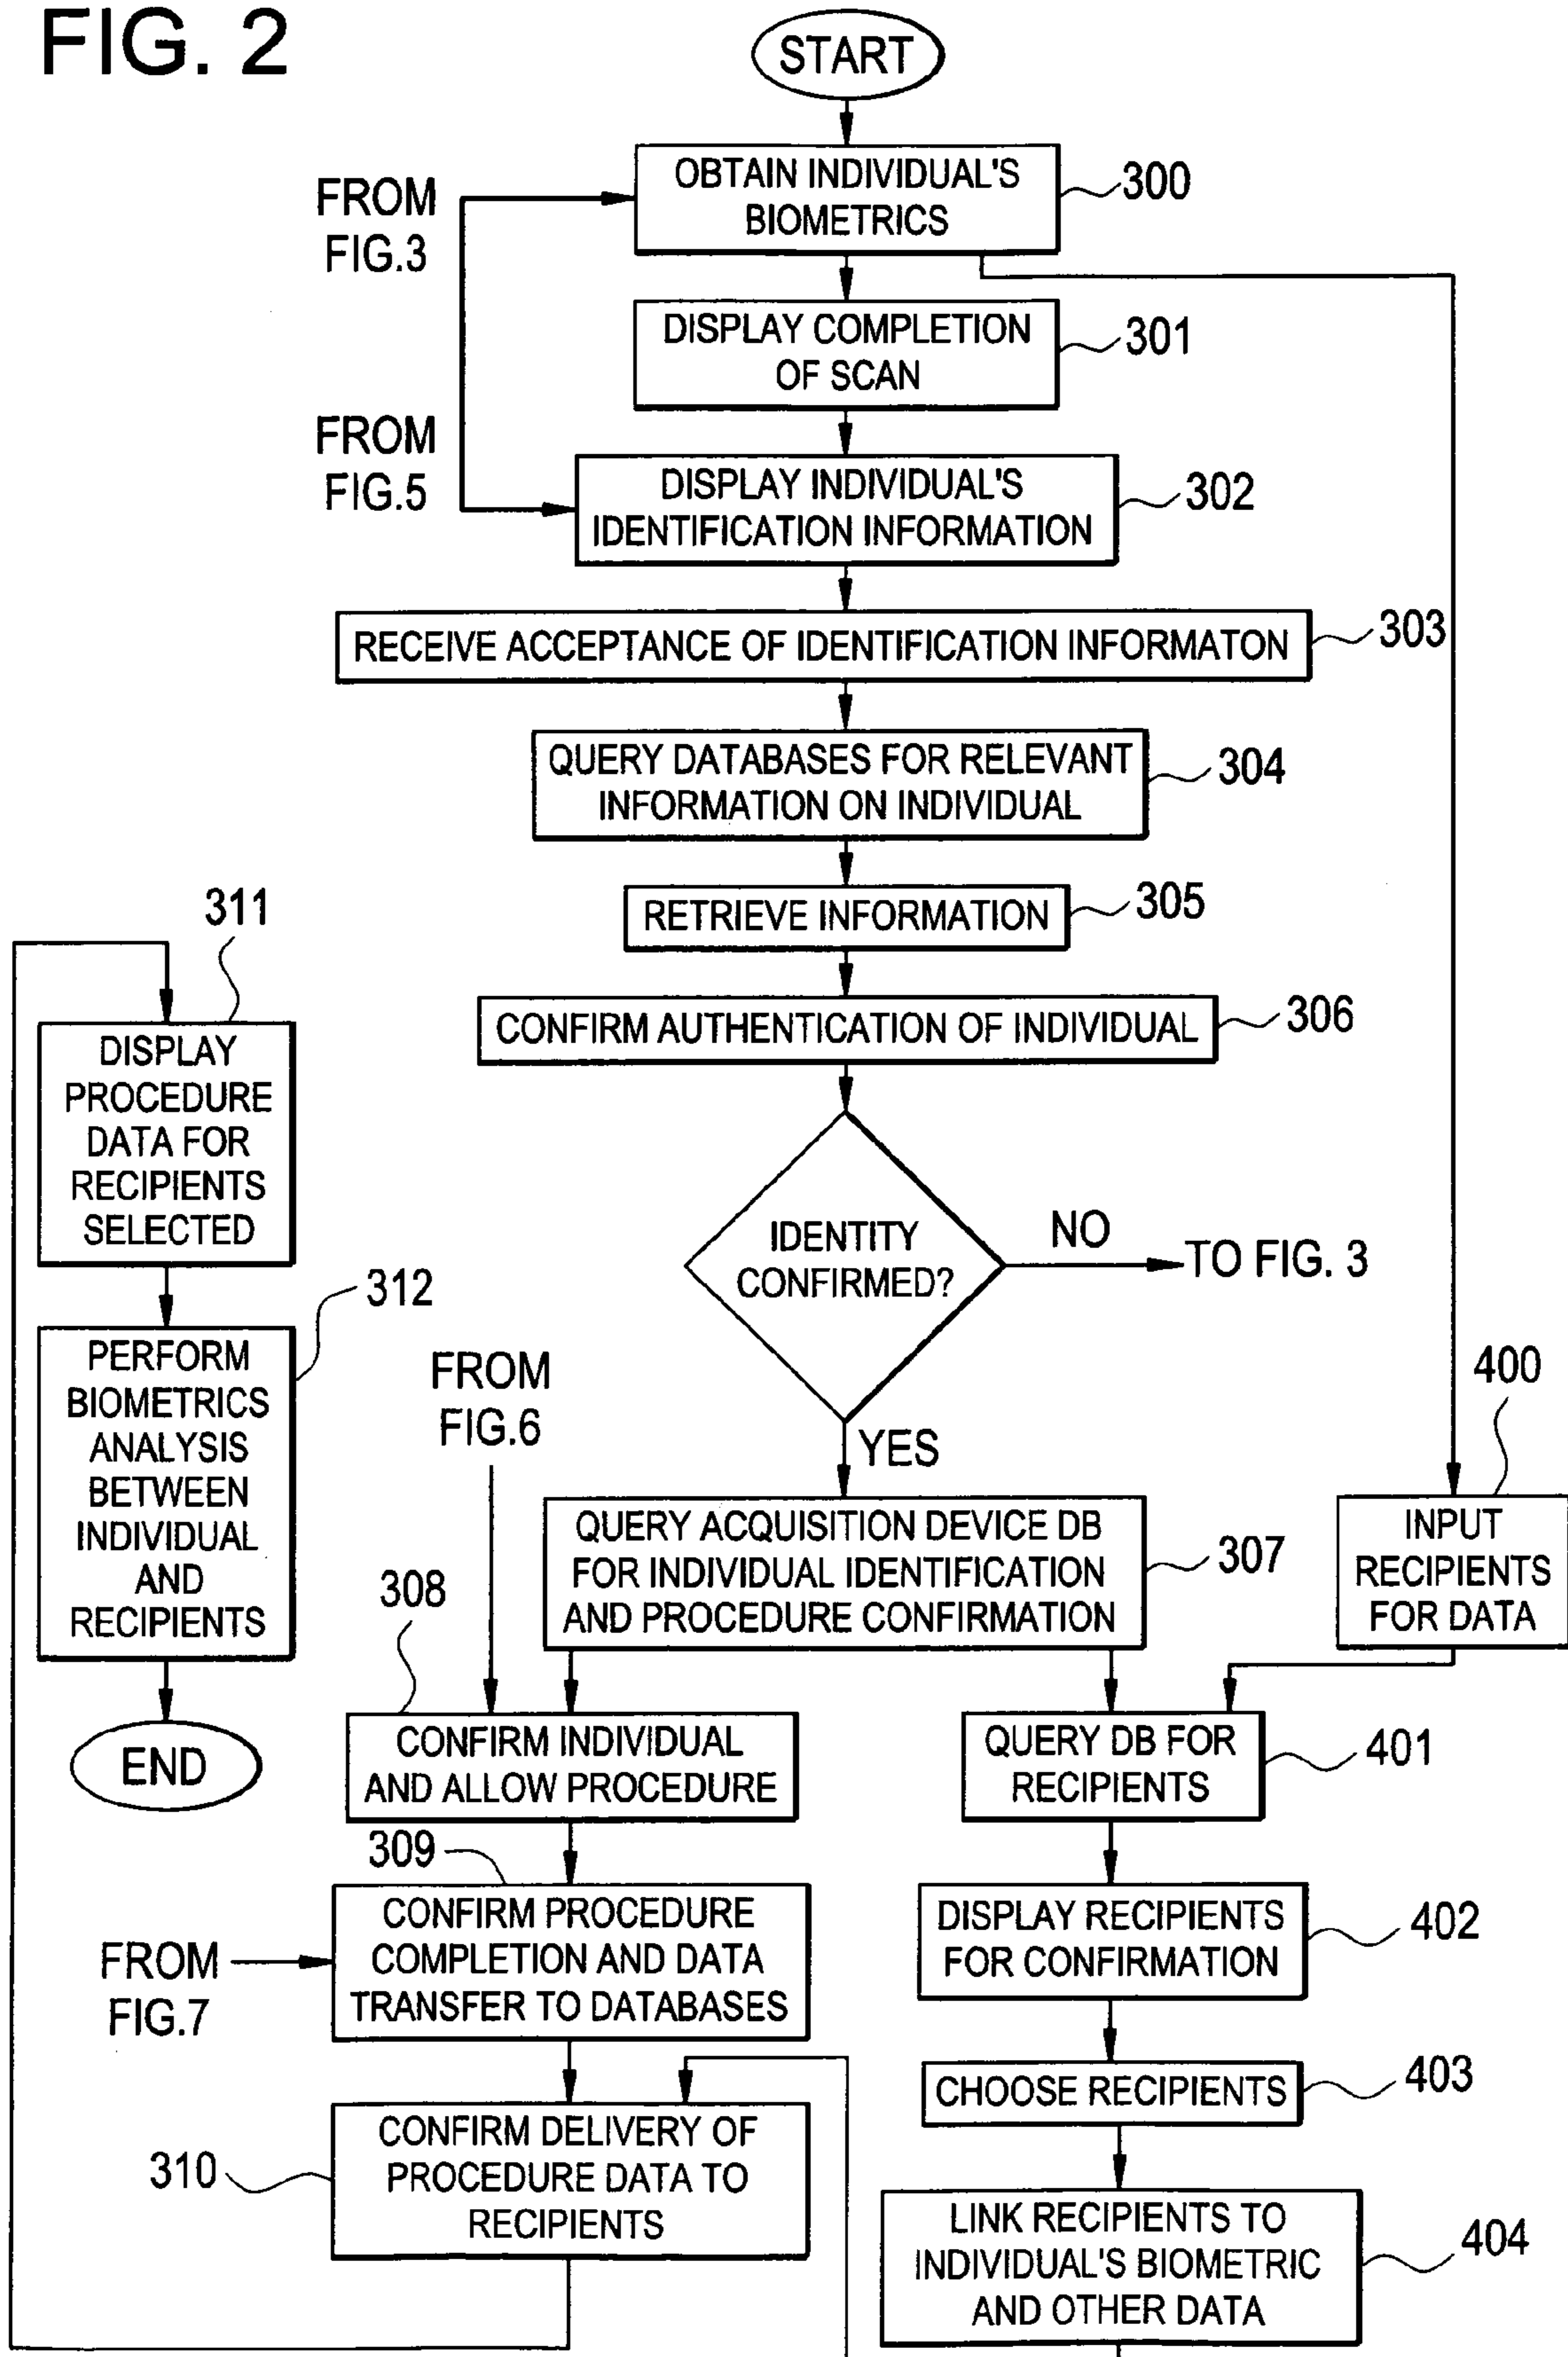 FIG. 2
START
OBTAIN INDIVIDUAL'S
BIOMETRICS
300
FROM
FIG.3
DISPLAY COMPLETION
OF SCAN
301
FROM
FIG.5
DISPLAY INDIVIDUAL'S
IDENTIFICATION INFORMATION
302
RECEIVE ACCEPTANCE OF IDENTIFICATION INFORMATON
303
QUERY DATABASES FOR RELEVANT
INFORMATION ON INDIVIDUAL
304
RETRIEVE INFORMATION
305
CONFIRM AUTHENTICATION OF INDIVIDUAL
306
IDENTITY
CONFIRMED?
NO
TO FIG. 3
YES
QUERY ACQUISITION DEVICE DB
FOR INDIVIDUAL IDENTIFICATION
AND PROCEDURE CONFIRMATION
307
FROM
FIG.6
308
CONFIRM INDIVIDUAL
AND ALLOW PROCEDURE
309
CONFIRM PROCEDURE
COMPLETION AND DATA
TRANSFER TO DATABASES
FROM
FIG.7
CONFIRM DELIVERY OF
PROCEDURE DATA TO
RECIPIENTS
310
311
DISPLAY
PROCEDURE
DATA FOR
RECIPIENTS
SELECTED
312
PERFORM
BIOMETRICS
ANALYSIS
BETWEEN
INDIVIDUAL
AND
RECIPIENTS
END
400
INPUT
RECIPIENTS
FOR DATA
QUERY DB FOR
RECIPIENTS
401
DISPLAY RECIPIENTS
FOR CONFIRMATION
402
CHOOSE RECIPIENTS
403
LINK RECIPIENTS TO
INDIVIDUAL'S BIOMETRIC
AND OTHER DATA
404